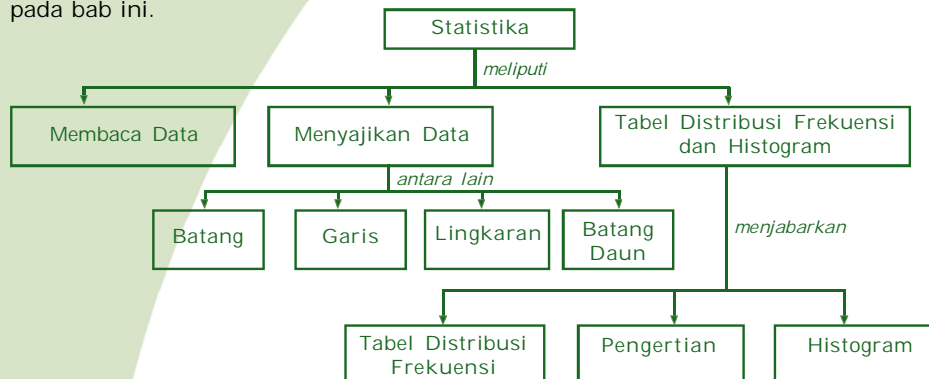 pada bab ini.
Statistika
meliputi
Membaca Data
Menyajikan Data
Tabel Distribusi Frekuensi
dan Histogram
antara lain
Batang
Garis
Lingkaran
Batang
Daun
menjabarkan
Tabel Distribusi
Frekuensi
Pengertian
Histogram